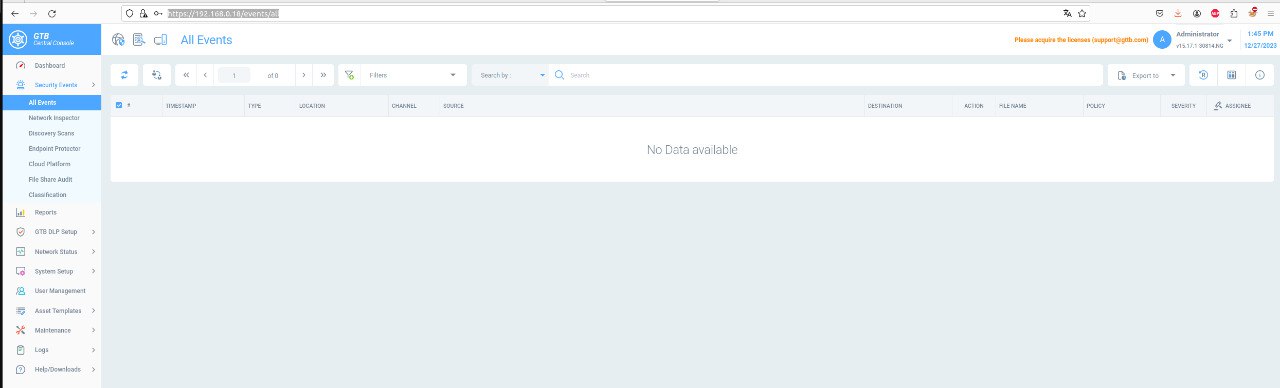 https://192.168.0.18/events/all
GTB
Central Console
All Events
Please acquire the licenses (support@gttb.com)
A
Administrator
v15.17.1-30814.NG
1:45 PM
12/27/2023
Dashboard
Security Events
All Events
Network Inspector
Discovery Scans
Endpoint Protector
Cloud Platform
File Share Audit
Classification
Reports
GTB DLP Setup
Network Status
System Setup
User Management
Asset Templates
Maintenance
Logs
Help/Downloads
1 of 0 Filters Search by : Search Export to
# TIMESTAMP TYPE LOCATION CHANNEL SOURCE DESTINATION ACTION FILE NAME POLICY SEVERITY ASSIGNEE
No Data available